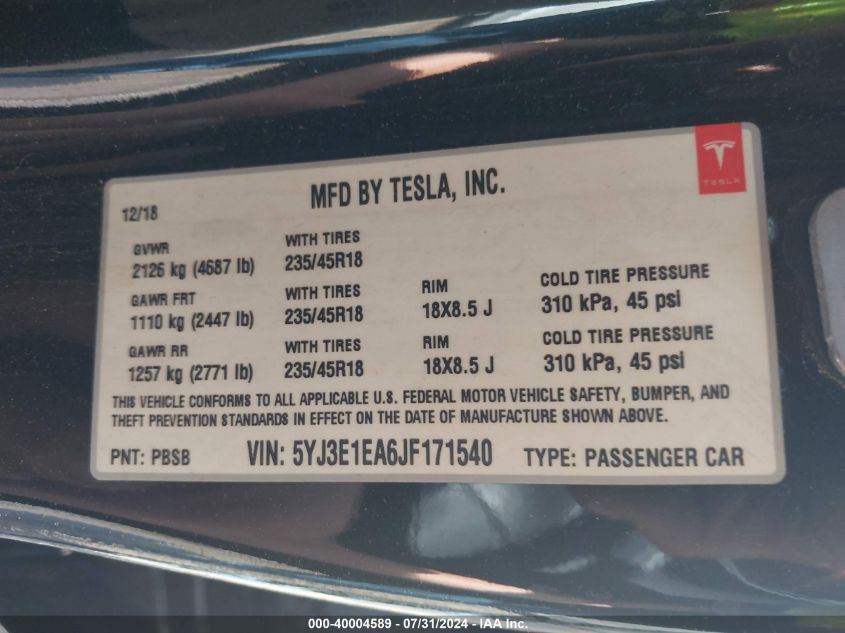 TESLA
MFD BY TESLA, INC.
12/18
GVWR
2126 kg (4687 lb)
WITH TIRES
235/45R18
GAWR FRT
1110 kg (2447 lb)
WITH TIRES
235/45R18
RIM
18X8.5 J
COLD TIRE PRESSURE
310 kPa, 45 psi
GAWR RR
1257 kg (2771 lb)
WITH TIRES
235/45R18
RIM
18X8.5 J
COLD TIRE PRESSURE
310 kPa, 45 psi
THIS VEHICLE CONFORMS TO ALL APPLICABLE U.S. FEDERAL MOTOR VEHICLE SAFETY, BUMPER, AND
THEFT PREVENTION STANDARDS IN EFFECT ON THE DATE OF MANUFACTURE SHOWN ABOVE.
PNT: PBSB VIN: 5YJ3E1EA6JF171540 TYPE: PASSENGER CAR
000-40004589 - 07/31/2024 - IAA Inc.